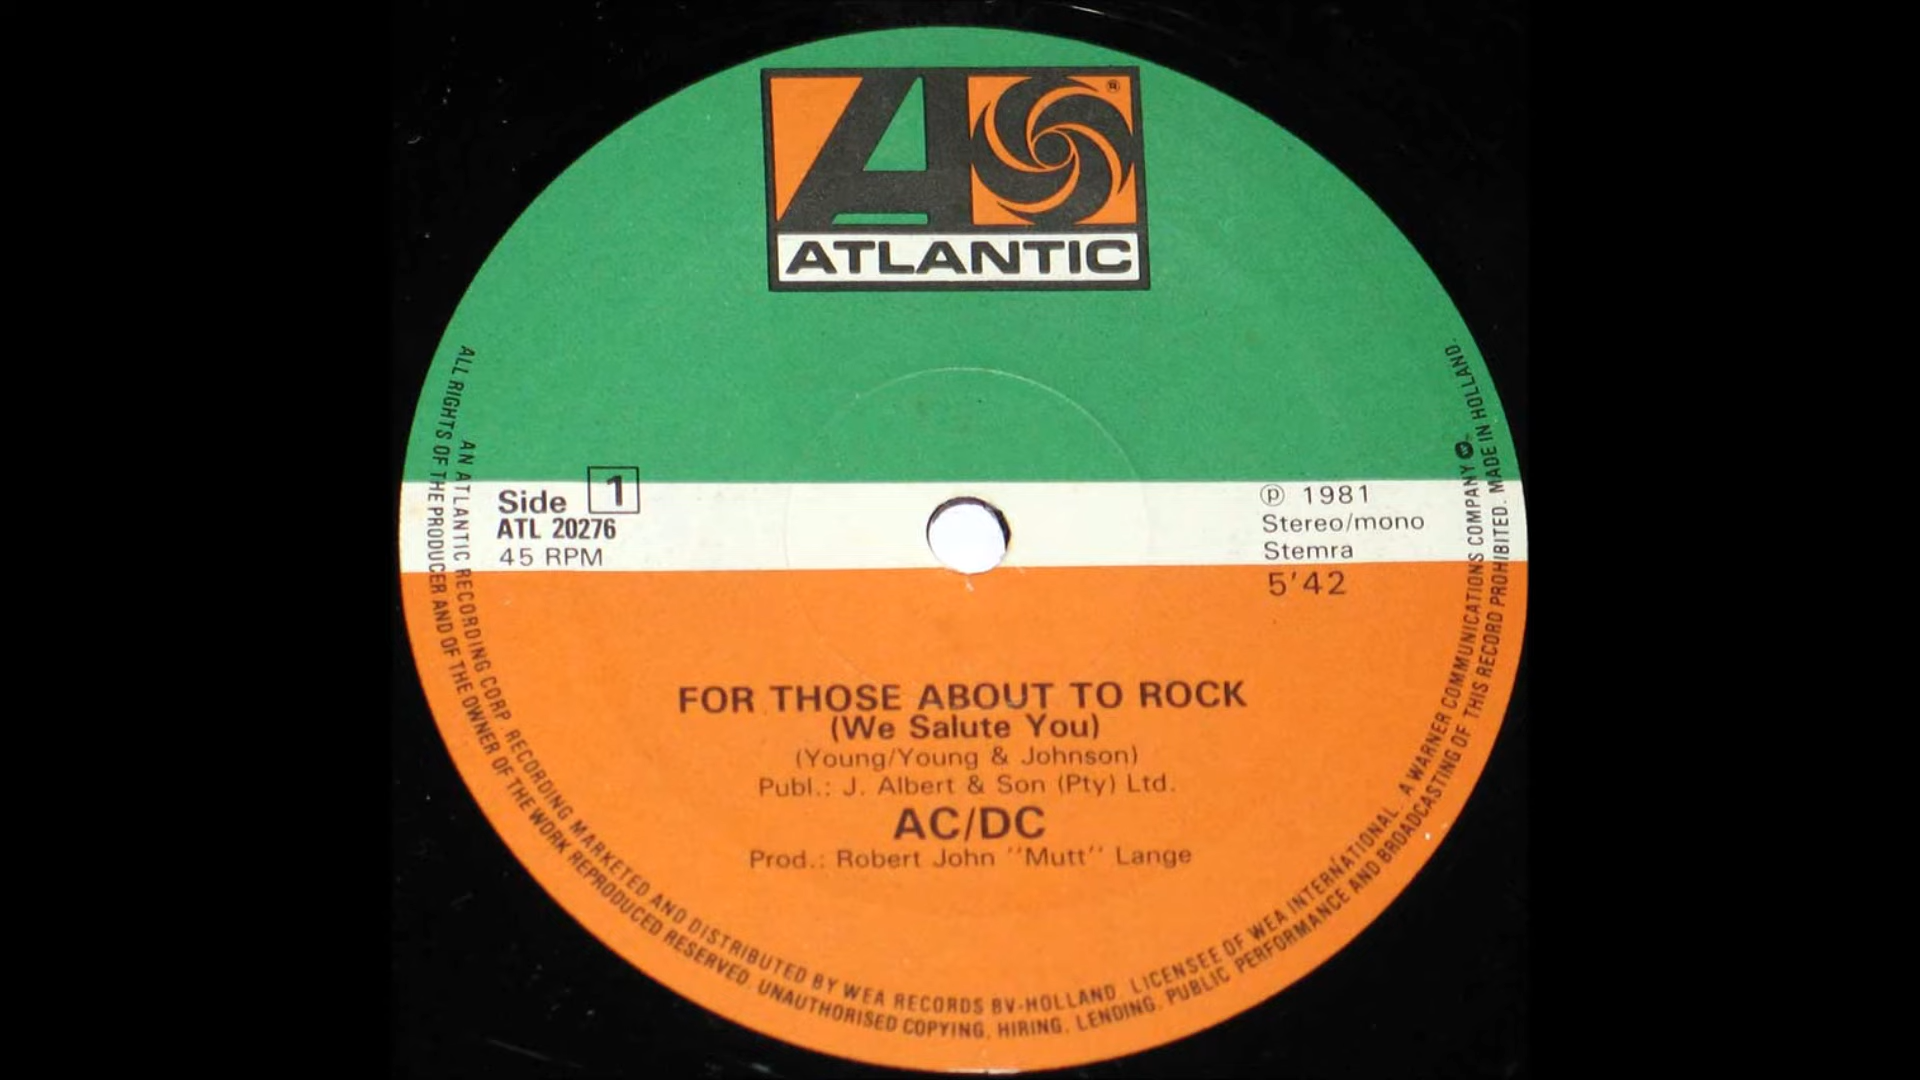 ®
ATLANTIC
Side 1
ATL 20276
45 RPM
℗ 1981
Stereo/mono
Stemra
5'42
FOR THOSE ABOUT TO ROCK
(We Salute You)
(Young/Young & Johnson)
Publ.: J. Albert & Son (Pty) Ltd.
AC/DC
Prod.: Robert John "Mutt" Lange
AN ATLANTIC RECORDING CORP. RECORDING MARKETED AND DISTRIBUTED BY WEA RECORDS BV-HOLLAND. LICENSEE OF WEA INTERNATIONAL. A WARNER COMMUNICATIONS COMPANY
ALL RIGHTS OF THE PRODUCER AND OF THE OWNER OF THE WORK REPRODUCED RESERVED. UNAUTHORISED COPYING, HIRING, LENDING, PUBLIC PERFORMANCE AND BROADCASTING OF THIS RECORD PROHIBITED. MADE IN HOLLAND.